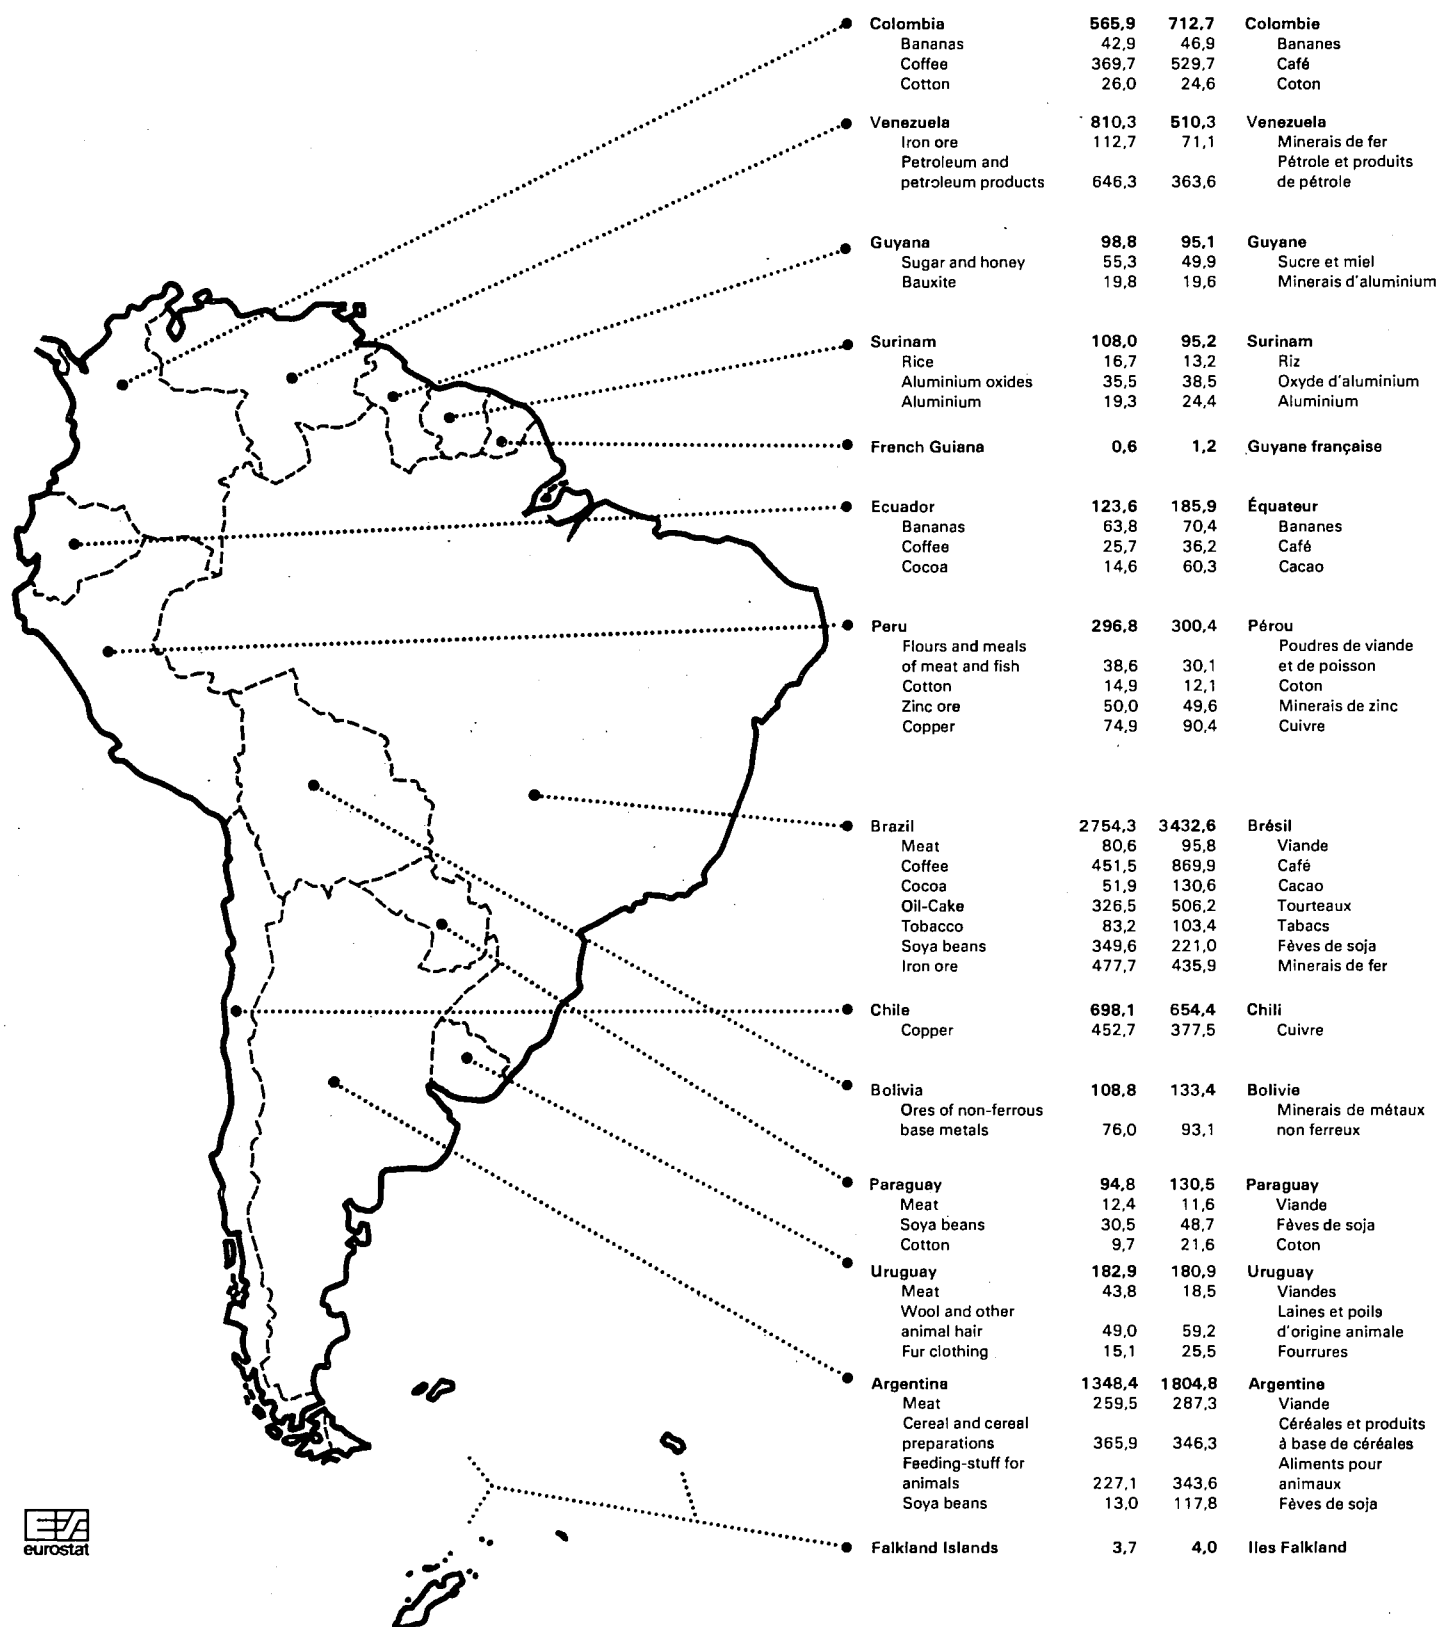 Colombia 565,9 712,7 Colombie
Bananas 42,9 46,9 Bananes
Coffee 369,7 529,7 Café
Cotton 26,0 24,6 Coton
Venezuela 810,3 510,3 Venezuela
Iron ore 112,7 71,1 Minerais de fer
Petroleum and Pétrole et produits
petroleum products 646,3 363,6 de pétrole
Guyana 98,8 95,1 Guyane
Sugar and honey 55,3 49,9 Sucre et miel
Bauxite 19,8 19,6 Minerais d'aluminium
Surinam 108,0 95,2 Surinam
Rice 16,7 13,2 Riz
Aluminium oxides 35,5 38,5 Oxyde d'aluminium
Aluminium 19,3 24,4 Aluminium
French Guiana 0,6 1,2 Guyane française
Ecuador 123,6 185,9 Équateur
Bananas 63,8 70,4 Bananes
Coffee 25,7 36,2 Café
Cocoa 14,6 60,3 Cacao
Peru 296,8 300,4 Pérou
Flours and meals Poudres de viande
of meat and fish 38,6 30,1 et de poisson
Cotton 14,9 12,1 Coton
Zinc ore 50,0 49,6 Minerais de zinc
Copper 74,9 90,4 Cuivre
Brazil 2754,3 3432,6 Brésil
Meat 80,6 95,8 Viande
Coffee 451,5 869,9 Café
Cocoa 51,9 130,6 Cacao
Oil-Cake 326,5 506,2 Tourteaux
Tobacco 83,2 103,4 Tabacs
Soya beans 349,6 221,0 Fèves de soja
Iron ore 477,7 435,9 Minerais de fer
Chile 698,1 654,4 Chili
Copper 452,7 377,5 Cuivre
Bolivia 108,8 133,4 Bolivie
Ores of non-ferrous Minerais de métaux
base metals 76,0 93,1 non ferreux
Paraguay 94,8 130,5 Paraguay
Meat 12,4 11,6 Viande
Soya beans 30,5 48,7 Fèves de soja
Cotton 9,7 21,6 Coton
Uruguay 182,9 180,9 Uruguay
Meat 43,8 18,5 Viandes
Wool and other Laines et poils
animal hair 49,0 59,2 d'origine animale
Fur clothing 15,1 25,5 Fourrures
Argentina 1348,4 1804,8 Argentine
Meat 259,5 287,3 Viande
Cereal and cereal Céréales et produits
preparations 365,9 346,3 à base de céréales
Feeding-stuff for Aliments pour
animals 227,1 343,6 animaux
Soya beans 13,0 117,8 Fèves de soja
Falkland Islands 3,7 4,0 Iles Falkland
eurostat